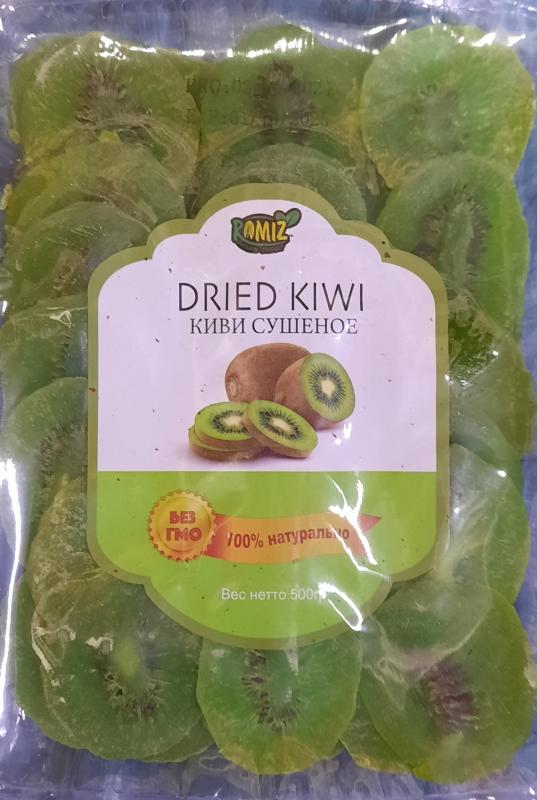 RAMIZ
DRIED KIWI
КИВИ СУШЕНОЕ
БЕЗ
ГМО
100% натурально
Вес нетто 500г